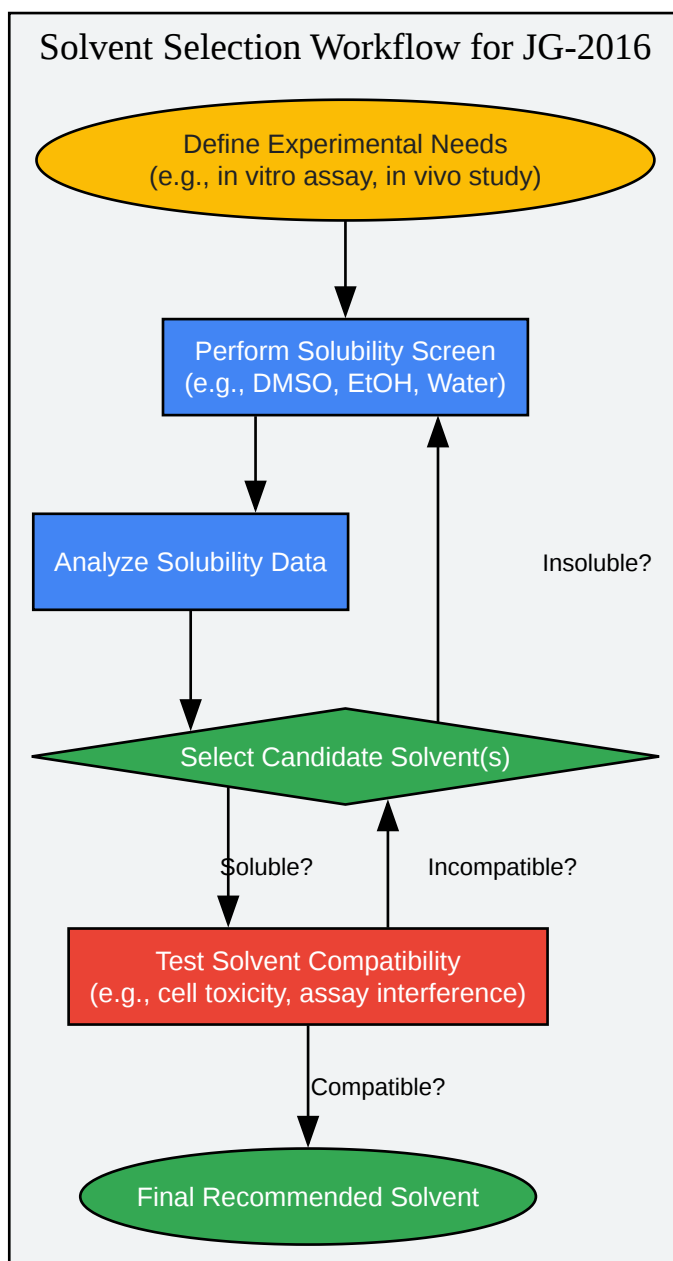 Solvent Selection Workflow for JG-2016
Define Experimental Needs
(e.g., in vitro assay, in vivo study)
Perform Solubility Screen
(e.g., DMSO, EtOH, Water)
Analyze Solubility Data
Insoluble?
Select Candidate Solvent(s)
Soluble?
Incompatible?
Test Solvent Compatibility
(e.g., cell toxicity, assay interference)
Compatible?
Final Recommended Solvent